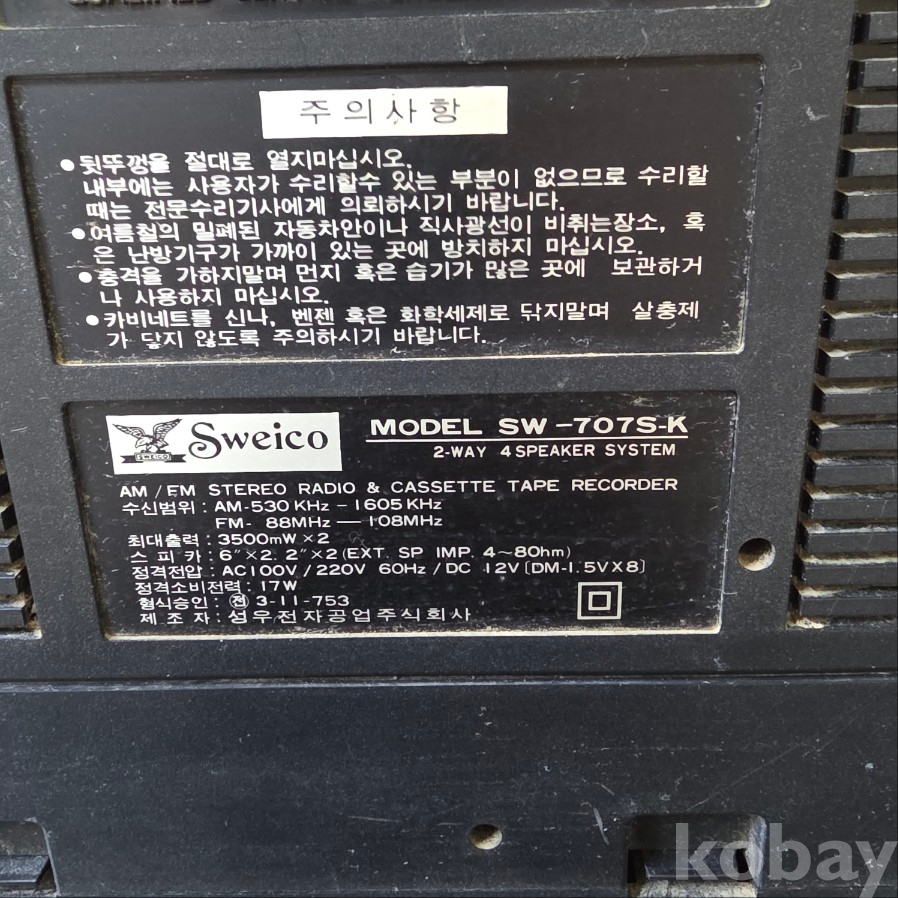 주의사항
● 뒷뚜껑을 절대로 열지마십시오.
내부에는 사용자가 수리할수 있는 부분이 없으므로 수리할
때는 전문수리기사에게 의뢰하시기 바랍니다.
● 여름철의 밀폐된 자동차안이나 직사광선이 비취는장소, 혹
은 난방기구가 가까이 있는 곳에 방치하지 마십시오.
● 충격을 가하지말며 먼지 혹은 습기가 많은 곳에 보관하거
나 사용하지 마십시오.
● 카비네트를 신나, 벤젠 혹은 화학세제로 닦지말며 살충제
가 닿지 않도록 주의하시기 바랍니다.
SWEICO
Sweico
MODEL SW-707S-K
2-WAY 4 SPEAKER SYSTEM
AM/FM STEREO RADIO & CASSETTE TAPE RECORDER
수신범위 : AM-530 KHz - 1605 KHz
FM- 88MHz — 108MHz
최대출력 : 3500mW×2
스 피 카 : 6"×2. 2"×2 (EXT. SP IMP. 4~8Ohm)
정격전압 : AC100V/220V 60Hz/DC 12V [DM-1.5VX8]
정격소비전력 : 17W
형식승인 : 전 3-11-753
제 조 자 : 성우전자공업주식회사
kobay